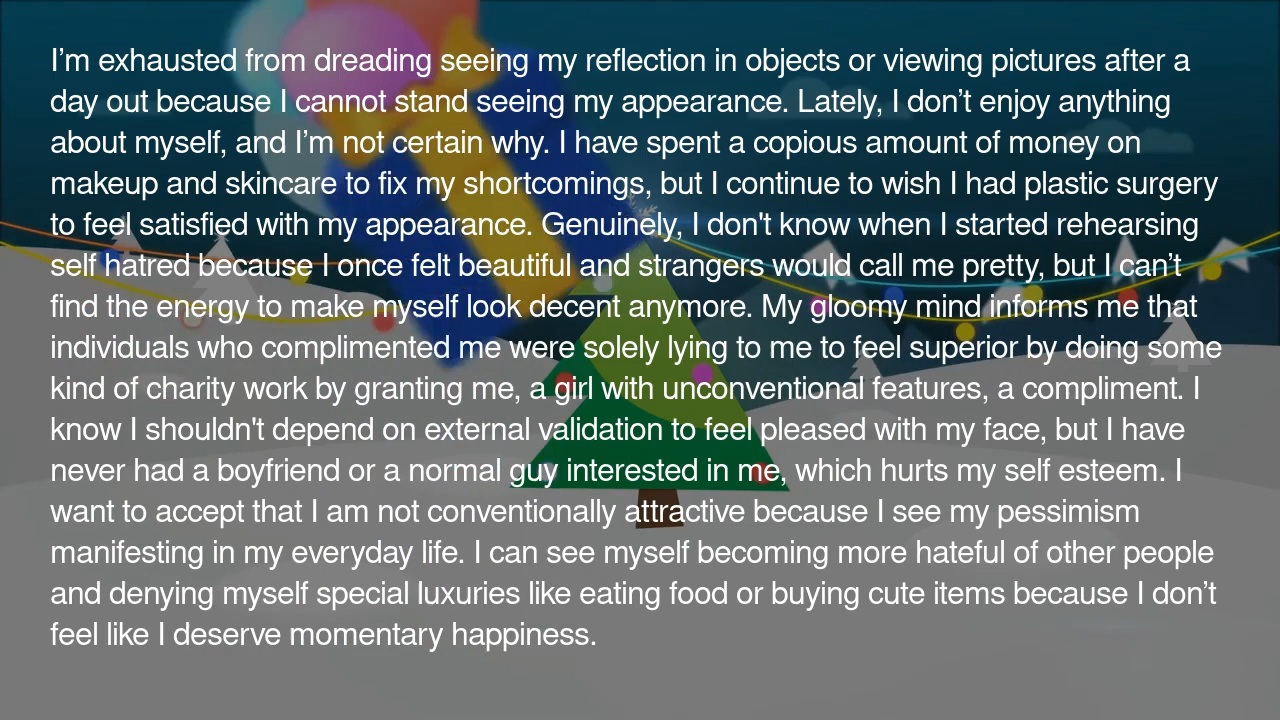 I’m exhausted from dreading seeing my reflection in objects or viewing pictures after a
day out because I cannot stand seeing my appearance. Lately, I don’t enjoy anything
about myself, and I’m not certain why. I have spent a copious amount of money on
makeup and skincare to fix my shortcomings, but I continue to wish I had plastic surgery
to feel satisfied with my appearance. Genuinely, I don't know when I started rehearsing
self hatred because I once felt beautiful and strangers would call me pretty, but I can’t
find the energy to make myself look decent anymore. My gloomy mind informs me that
individuals who complimented me were solely lying to me to feel superior by doing some
kind of charity work by granting me, a girl with unconventional features, a compliment. I
know I shouldn't depend on external validation to feel pleased with my face, but I have
never had a boyfriend or a normal guy interested in me, which hurts my self esteem. I
want to accept that I am not conventionally attractive because I see my pessimism
manifesting in my everyday life. I can see myself becoming more hateful of other people
and denying myself special luxuries like eating food or buying cute items because I don’t
feel like I deserve momentary happiness.